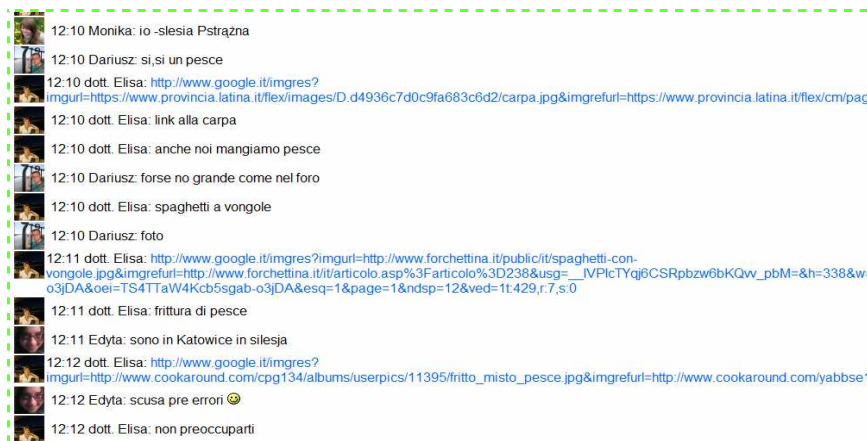 12:10 Monika: io -slesia Pstrążna
12:10 Dariusz: si,si un pesce
12:10 dott. Elisa: http://www.google.it/imgres?
imgurl=https://www.provincia.latina.it/flex/images/D.d4936c7d0c9fa683c6d2/carpa.jpg&imgrefurl=https://www.provincia.latina.it/flex/cm/pag
12:10 dott. Elisa: link alla carpa
12:10 dott. Elisa: anche noi mangiamo pesce
12:10 Dariusz: forse no grande come nel foro
12:10 dott. Elisa: spaghetti a vongole
12:10 Dariusz: foto
12:11 dott. Elisa: http://www.google.it/imgres?imgurl=http://www.forchettina.it/public/it/spaghetti-con-
vongole.jpg&imgrefurl=http://www.forchettina.it/it/articolo.asp%3Farticolo%3D238&usg=__lVPlcTYqj6CSRpbzw6bKQvv_pbM=&h=338&w=
o3jDA&oei=TS4TTaW4Kcb5sgab-o3jDA&esq=1&page=1&ndsp=12&ved=1t:429,r:7,s:0
12:11 dott. Elisa: frittura di pesce
12:11 Edyta: sono in Katowice in silesja
12:12 dott. Elisa: http://www.google.it/imgres?
imgurl=http://www.cookaround.com/cpg134/albums/userpics/11395/fritto_misto_pesce.jpg&imgrefurl=http://www.cookaround.com/yabbse1
12:12 Edyta: scusa pre errori
12:12 dott. Elisa: non preoccuparti